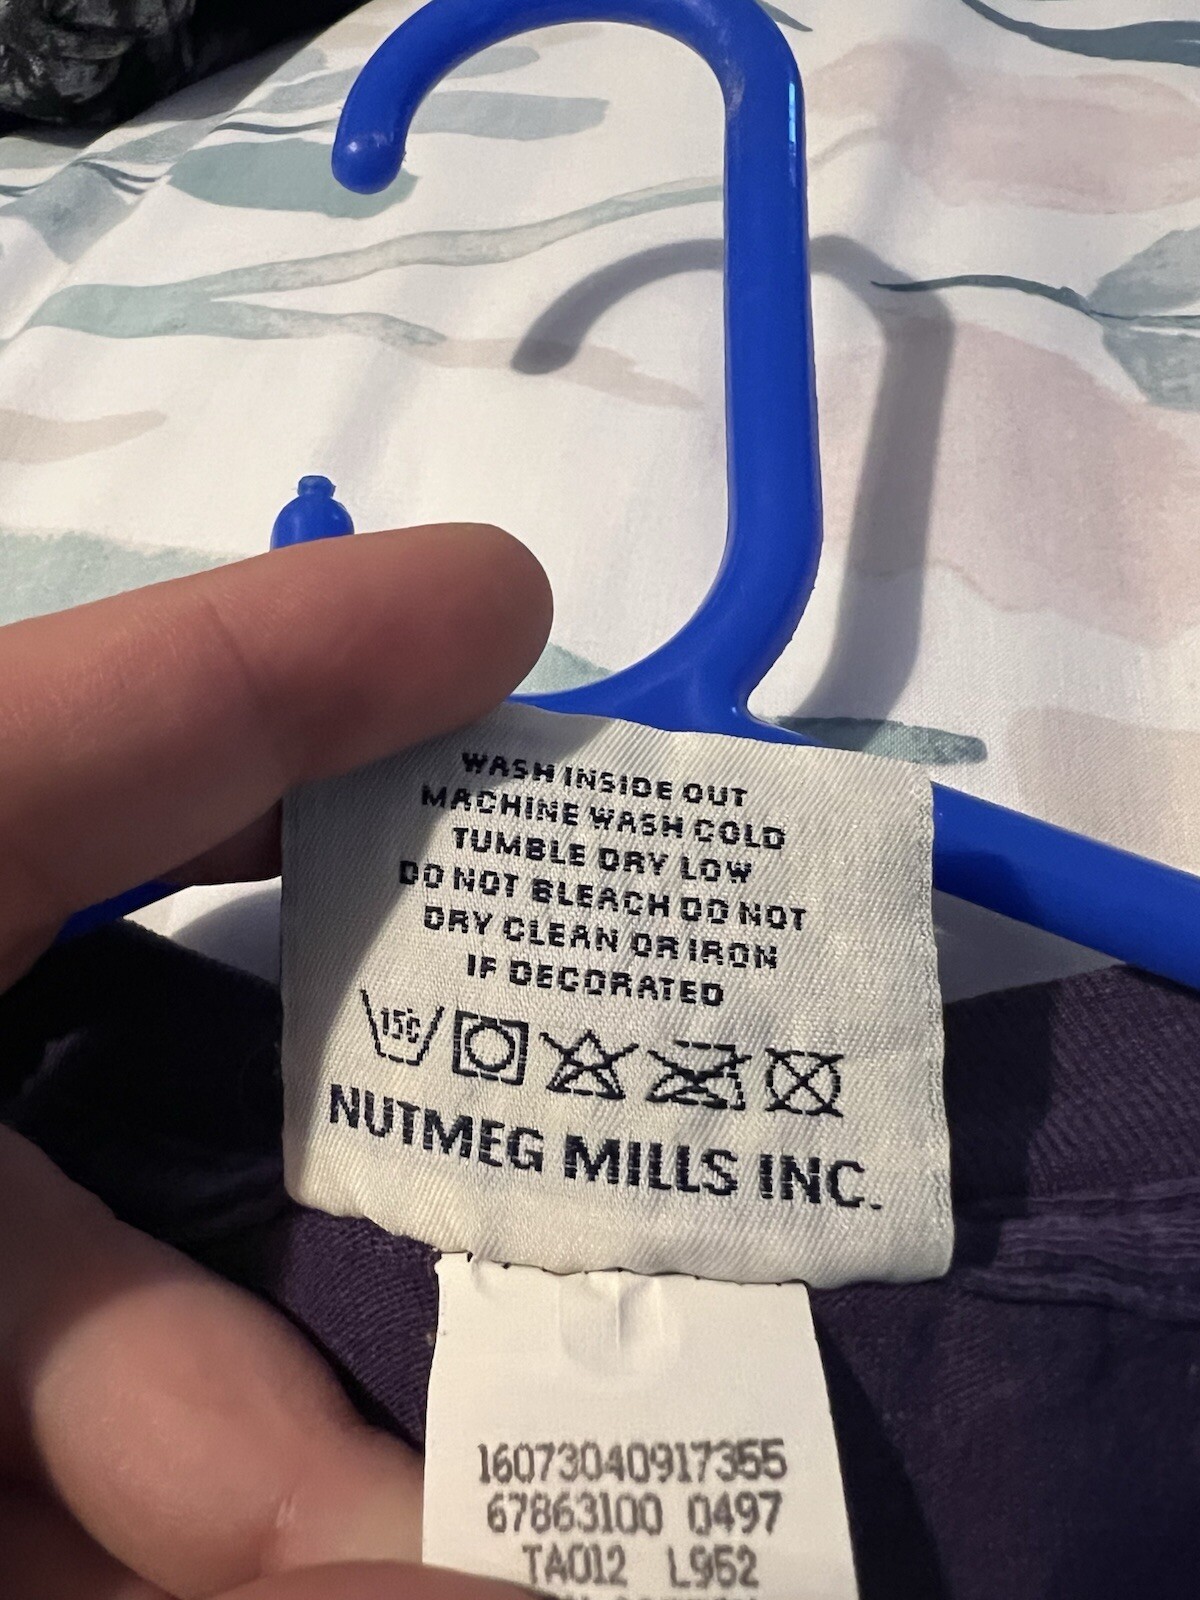 WASH INSIDE OUT
MACHINE WASH COLD
TUMBLE DRY LOW
DO NOT BLEACH DO NOT
DRY CLEAN OR IRON
IF DECORATED
150
NUTMEG MILLS INC.
16073040917355
67863100 0497
TA012 L952